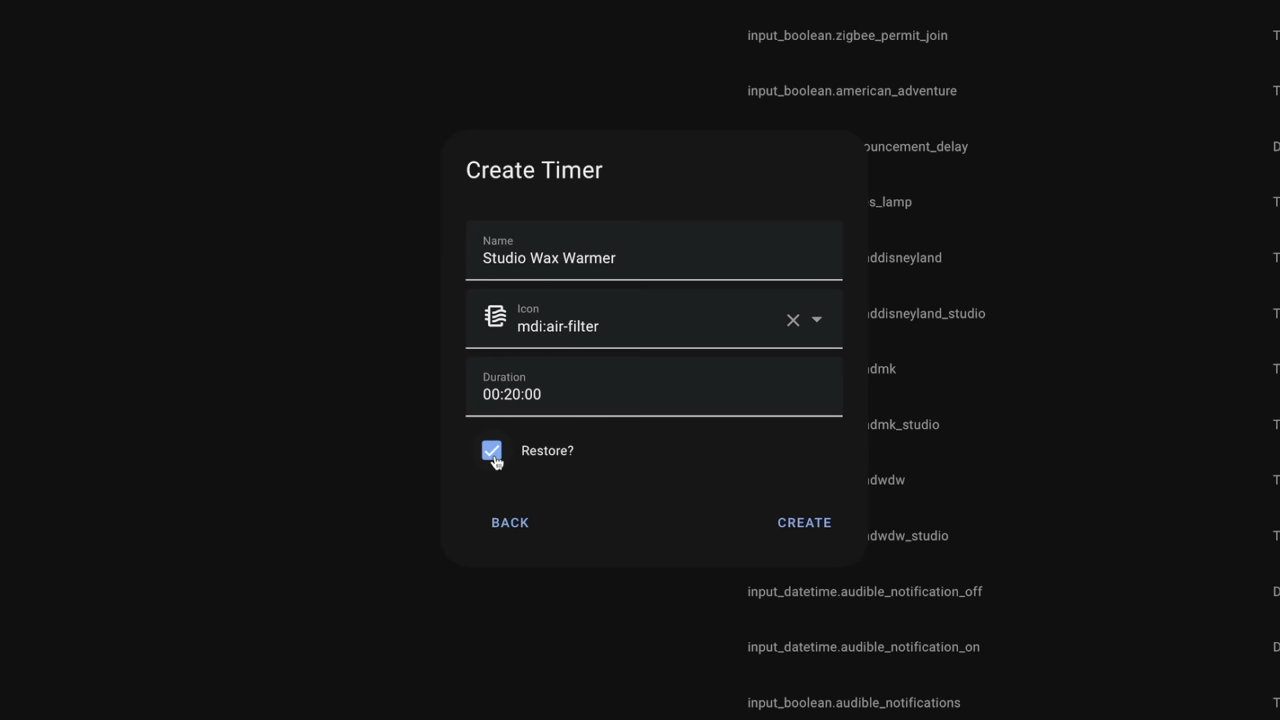 input_boolean.zigbee_permit_join
T
input_boolean.american_adventure
T
ouncement_delay
D
s_lamp
T
ddisneyland
T
ddisneyland_studio
T
dmk
T
dmk_studio
T
dwdw
T
dwdw_studio
T
input_datetime.audible_notification_off
D
input_datetime.audible_notification_on
D
input_boolean.audible_notifications
T
Create Timer
Name
Studio Wax Warmer
Icon
mdi:air-filter
Duration
00:20:00
Restore?
BACK
CREATE